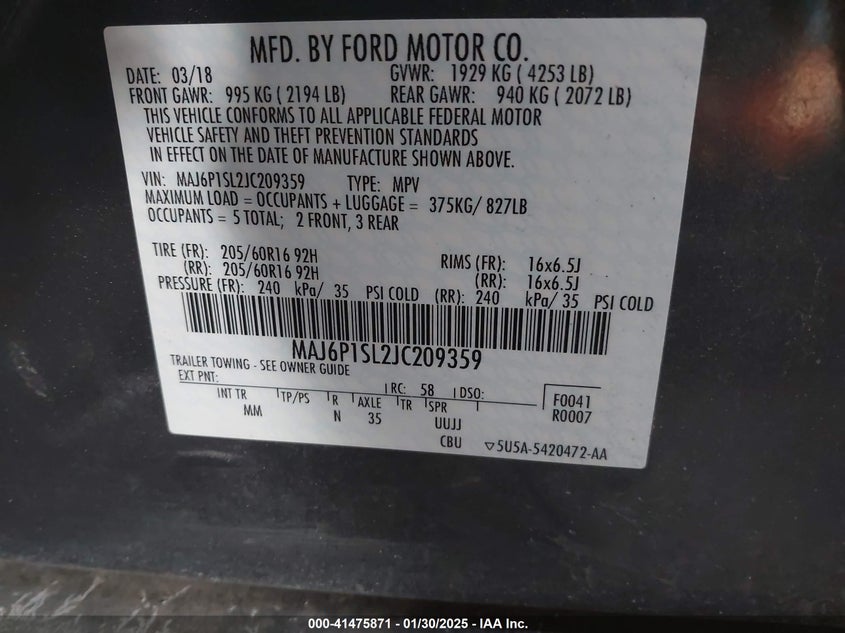 MFD. BY FORD MOTOR CO.
DATE: 03/18 GVWR: 1929 KG ( 4253 LB)
FRONT GAWR: 995 KG ( 2194 LB) REAR GAWR: 940 KG ( 2072 LB)
THIS VEHICLE CONFORMS TO ALL APPLICABLE FEDERAL MOTOR
VEHICLE SAFETY AND THEFT PREVENTION STANDARDS
IN EFFECT ON THE DATE OF MANUFACTURE SHOWN ABOVE.
VIN: MAJ6P1SL2JC209359 TYPE: MPV
MAXIMUM LOAD = OCCUPANTS + LUGGAGE = 375KG/ 827LB
OCCUPANTS = 5 TOTAL; 2 FRONT, 3 REAR
TIRE (FR): 205/60R16 92H RIMS (FR): 16x6.5J
(RR): 205/60R16 92H (RR): 16x6.5J
PRESSURE (FR): 240 kPa/ 35 PSI COLD (RR): 240 kPa/ 35 PSI COLD
MAJ6P1SL2JC209359
TRAILER TOWING - SEE OWNER GUIDE
EXT PNT: RC: 58 DSO: F0041
INT TR TP/PS R AXLE TR SPR R0007
MM N 35 UUJJ
CBU ▽5U5A-5420472-AA
000-41475871 - 01/30/2025 - IAA Inc.